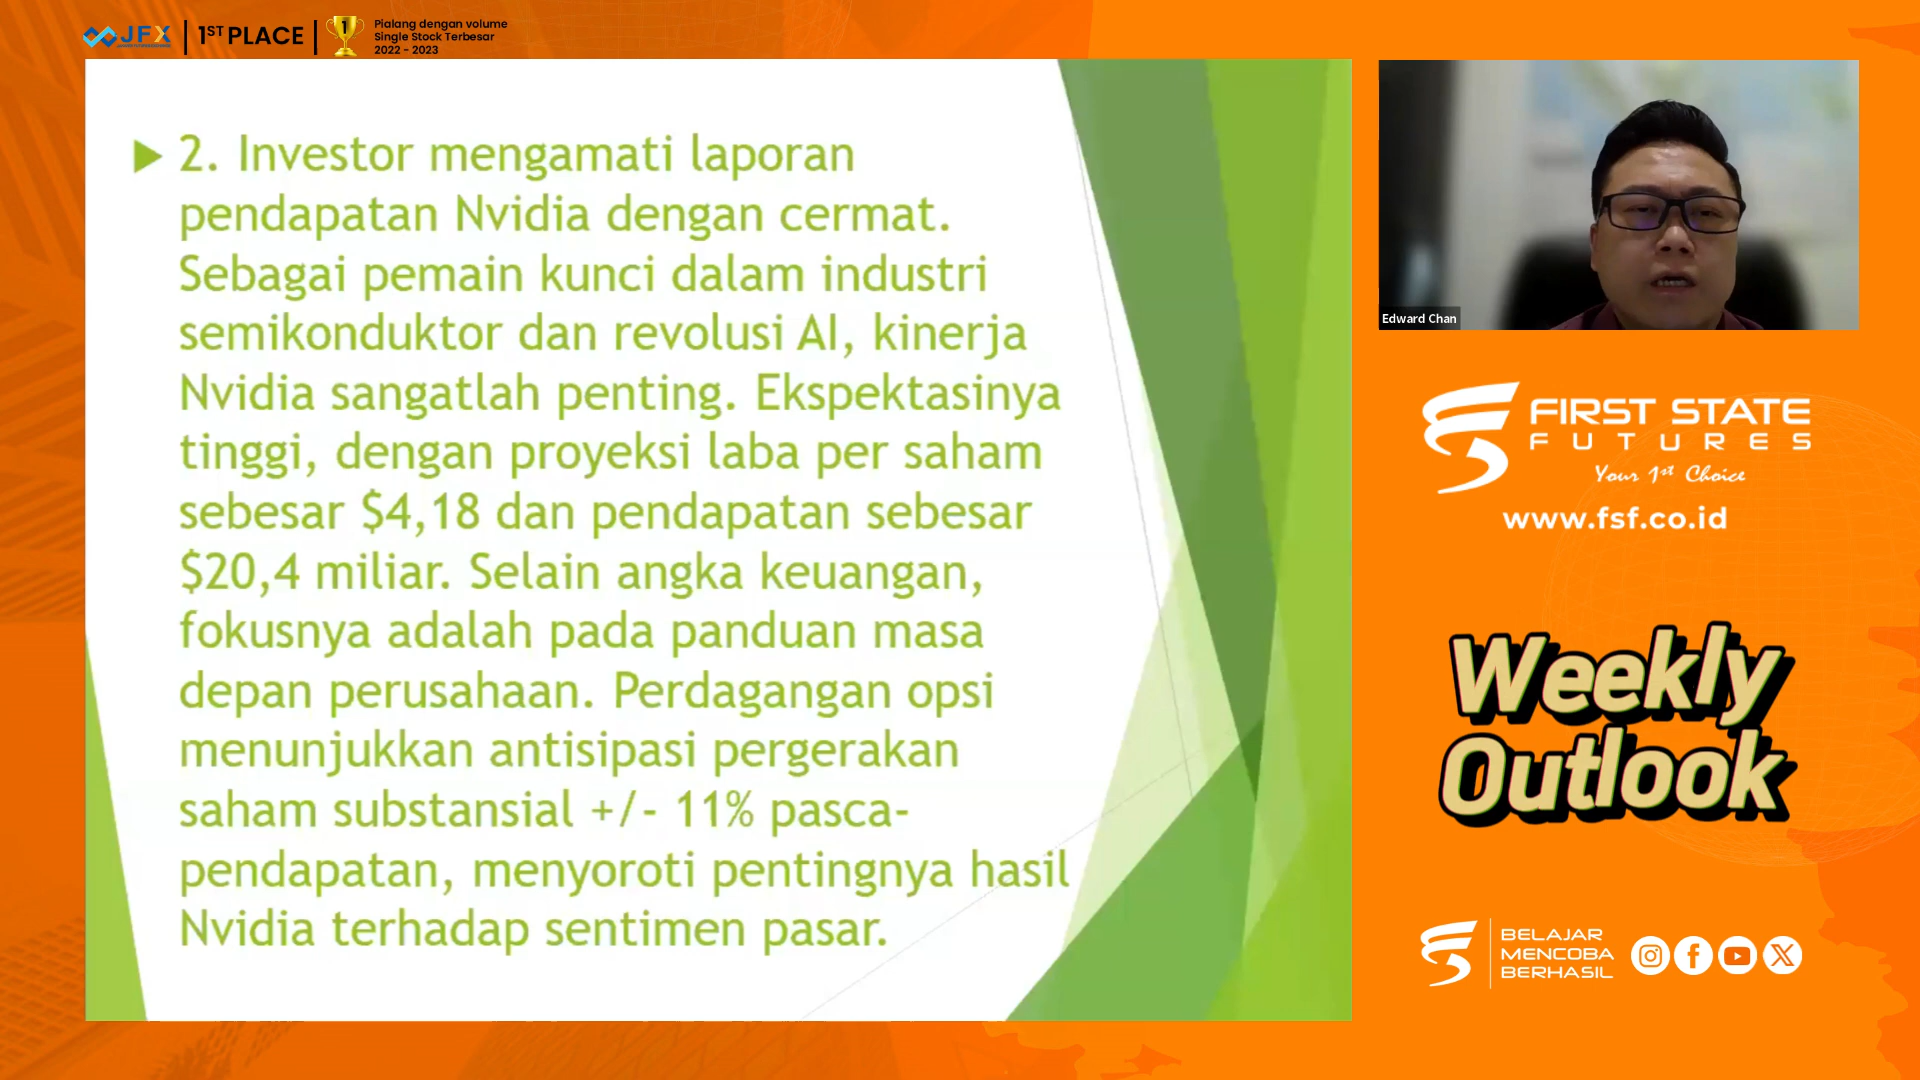 JFX
1ST PLACE
Pialang dengan volume
Single Stock Terbesar
2022 - 2023
2. Investor mengamati laporan
pendapatan Nvidia dengan cermat.
Sebagai pemain kunci dalam industri
semikonduktor dan revolusi AI, kinerja
Nvidia sangatlah penting. Ekspektasinya
tinggi, dengan proyeksi laba per saham
sebesar $4,18 dan pendapatan sebesar
$20,4 miliar. Selain angka keuangan,
fokusnya adalah pada panduan masa
depan perusahaan. Perdagangan opsi
menunjukkan antisipasi pergerakan
saham substansial +/- 11% pasca-
pendapatan, menyoroti pentingnya hasil
Nvidia terhadap sentimen pasar.
Edward Chan
FIRST STATE
FUTURES
Your 1st Choice
www.fsf.co.id
Weekly
Outlook
BELAJAR
MENCOBA
BERHASIL